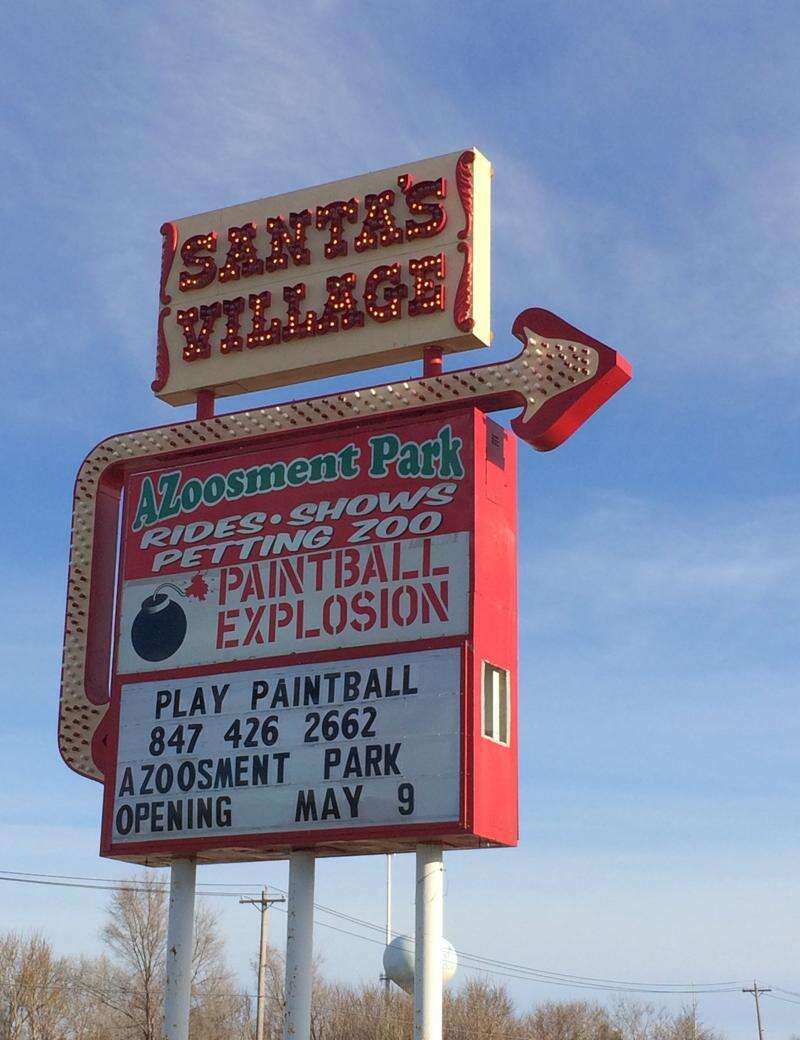 SANTA'S
VILLAGE
AZoosment Park
RIDES • SHOWS
PETTING ZOO
PAINTBALL
EXPLOSION
PLAY PAINTBALL
847 426 2662
AZOOSMENT PARK
OPENING MAY 9